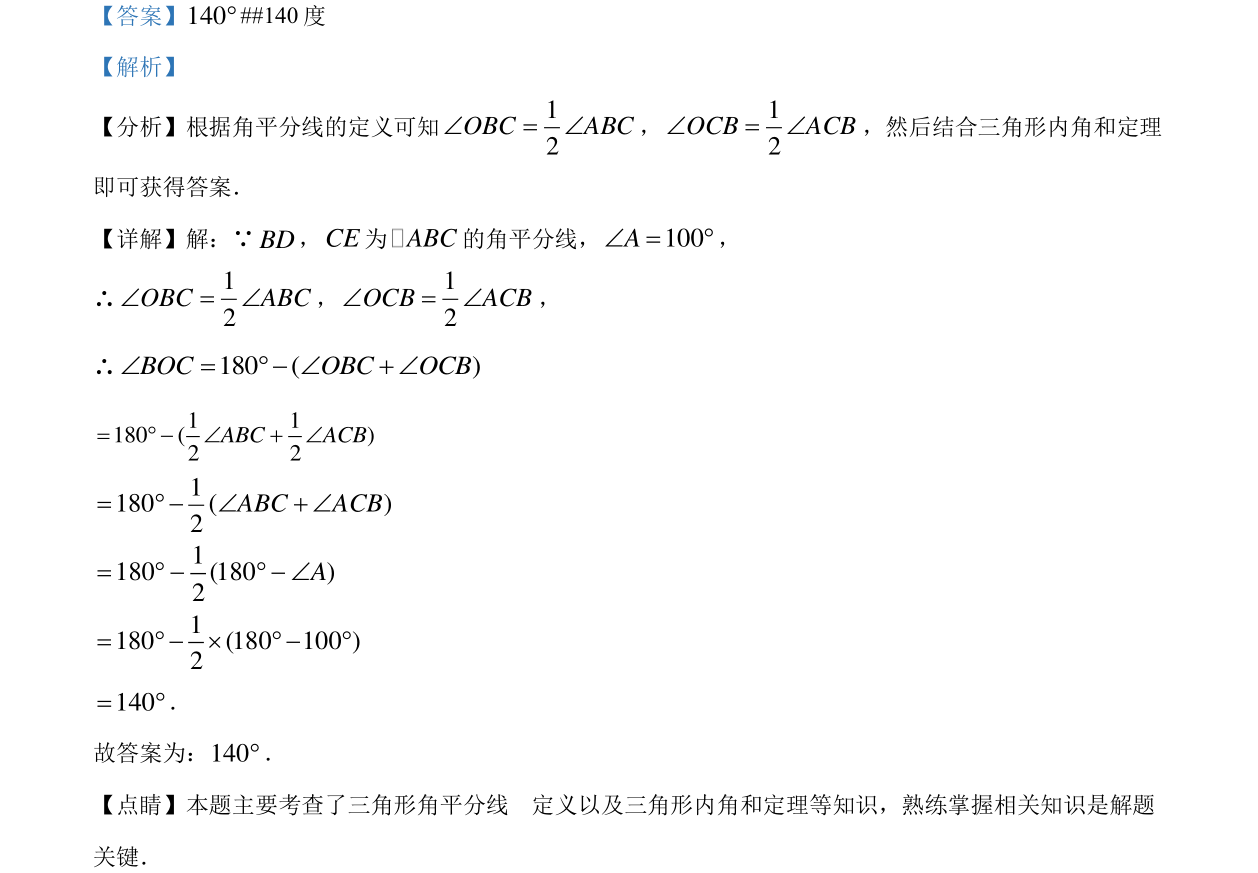 【答案】140°##140 度
【解析】
【分析】根据角平分线的定义可知∠OBC = 1/2 ∠ABC，∠OCB = 1/2 ∠ACB，然后结合三角形内角和定理
即可获得答案．
【详解】解：∵BD，CE为□ABC的角平分线，∠A = 100°，
∴∠OBC = 1/2 ∠ABC，∠OCB = 1/2 ∠ACB，
∴∠BOC = 180° − (∠OBC + ∠OCB)
= 180° − (1/2 ∠ABC + 1/2 ∠ACB)
= 180° − 1/2 (∠ABC + ∠ACB)
= 180° − 1/2 (180° − ∠A)
= 180° − 1/2 × (180° − 100°)
= 140°．
故答案为：140°．
【点睛】本题主要考查了三角形角平分线 定义以及三角形内角和定理等知识，熟练掌握相关知识是解题
关键．